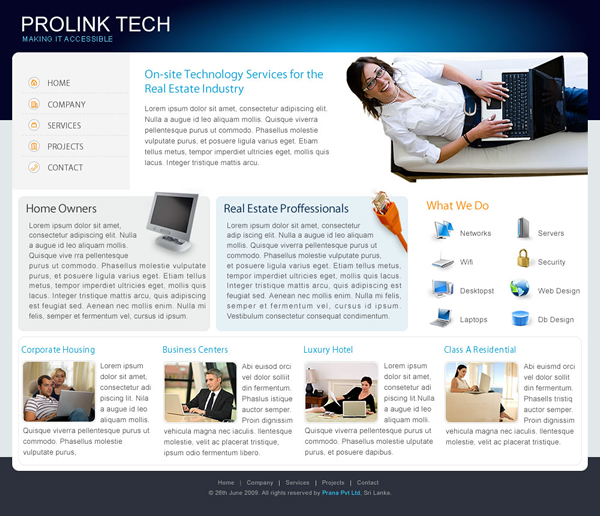 PROLINK TECH
MAKING IT ACCESSIBLE
HOME
COMPANY
SERVICES
PROJECTS
CONTACT
On-site Technology Services for the
Real Estate Industry
Lorem ipsum dolor sit amet, consectetur
adipiscing elit. Nulla a augue id leo aliquam
mollis. Quisque viverra pellentesque purus
ut commodo. Phasellus molestie vulputate
purus, et posuere ligula varius eget. Etiam
tellus metus, tempor imperdiet ultricies eget,
mollis quis lacus. Integer tristique mattis arcu.
Home Owners
Lorem ipsum dolor sit amet,
consectetur adipiscing elit. Nulla
a augue id leo aliquam mollis.
Quisque vive rra pellentesque
purus ut commodo. Phasellus molestie vulputate
purus, et posuere ligula varius eget. Etiam tellus
metus, tempor imperdiet ultricies eget, mollis quis
lacus. Integer tristique mattis arcu, quis adipiscing
est feugiat sed. Aenean nec mollis enim. Nulla mi
felis, semper et fermentum vel, cursus id ipsum.
Real Estate Proffessionals
Lorem ipsum dolor sit amet, consectetur
adipiscing elit. Nulla a augue id leo aliquam
mollis. Quisque viverra pellentesque purus
ut commodo. Phasellus molestie vulputate purus, et
posuere ligula varius eget. Etiam tellus metus,
tempor imperdiet ultricies eget, mollis quis lacus.
Integer tristique mattis arcu, quis adipiscing est
feugiat sed. Aenean nec mollis enim. Nulla mi felis,
semper et fermentum vel, cursus id ipsum.
Vestibulum consectetur consequat condimentum.
What We Do
Networks
Servers
Wifi
Security
Desktopst
Web Design
Laptops
Db Design
Corporate Housing
Lorem ipsum
dolor sit amet,
consectetur adi
piscing elit. Nila
a augue id leo
aliquam mollis.
Quisque viverra pellentesque purus ut
commodo. Phasellus molestie
vulputate purus,
Business Centers
Abi euisod orci
vel dolor solliit
din fermentum.
Phaslus istique
auctor semper.
Proin dignissim
vehicula magna nec iaculis. llentesque
molestie, velit ac placerat tristique,
ipsum odio fermentum libero.
Luxury Hotel
Lorem ipsum
dolor sit amet,
consectetur adi
piscing elit. Nulla
a augue id leo
aliquam mollis.
Quisque viverra pellentesque purus ut
commodo. Phasellus molestie ulputate
purus, et posuere dapibus.
Class A Residential
Abi euismd orci
vel dolor solitu
din fermentum.
Phasells tristiq
auctor semper.
Proin dignissim
vehicula magna nec iaculis. llentesque
molestie, velit ac placerat tristique.
Home | Company | Services | Projects | Contact
© 26th June 2009. All rights reserved by Prana Pvt Ltd. Sri Lanka.